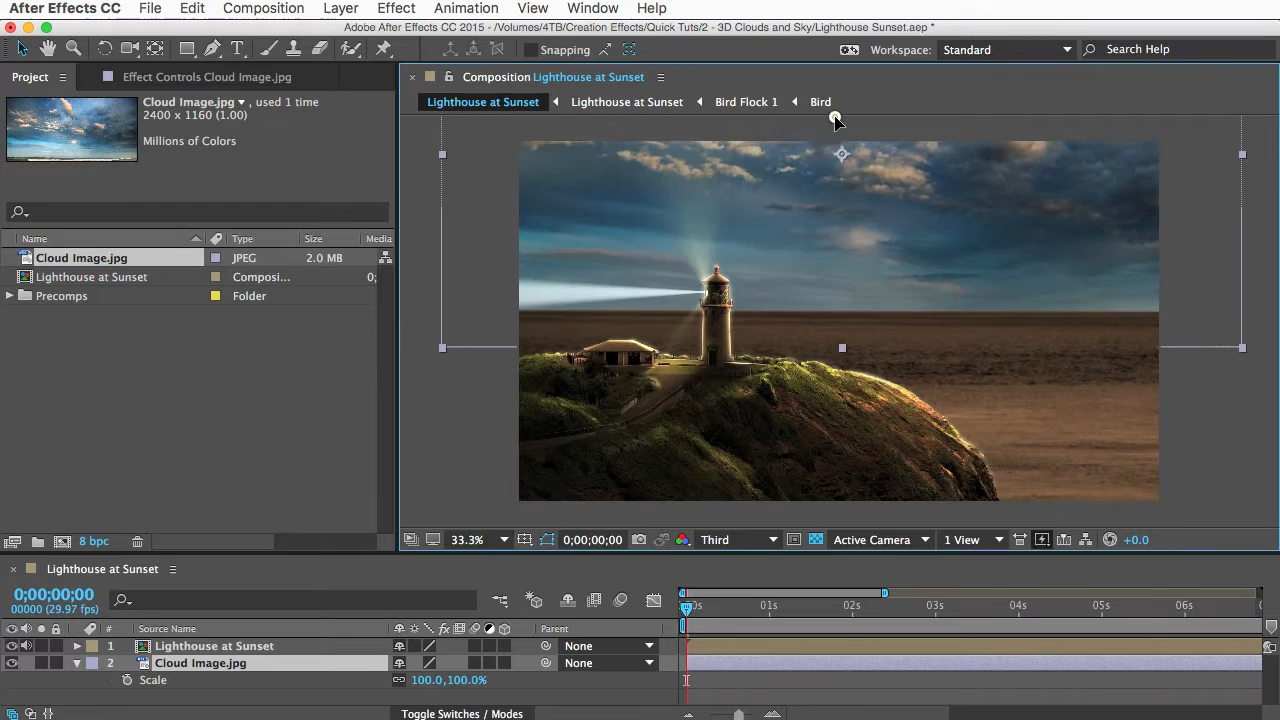 After Effects CC File Edit Composition Layer Effect Animation View Window Help
Adobe After Effects CC 2015 - /Volumes/4TB/Creation Effects/Quick Tuts/2 - 3D Clouds and Sky/Lighthouse Sunset.aep *
Snapping Workspace: Standard Search Help
Project Effect Controls Cloud Image.jpg Composition Lighthouse at Sunset
Cloud Image.jpg , used 1 time Lighthouse at Sunset Lighthouse at Sunset Bird Flock 1 Bird
2400 x 1160 (1.00)
Millions of Colors
Name Type Size Media
Cloud Image.jpg JPEG 2.0 MB
Lighthouse at Sunset Composi... 0;
Precomps Folder
8 bpc 33.3% 0;00;00;00 Third Active Camera 1 View +0.0
Lighthouse at Sunset
0;00;00;00
00000 (29.97 fps) 0s 01s 02s 03s 04s 05s 06s
# Source Name fx Parent
1 Lighthouse at Sunset None
2 Cloud Image.jpg None
Scale 100.0,100.0%
Toggle Switches / Modes